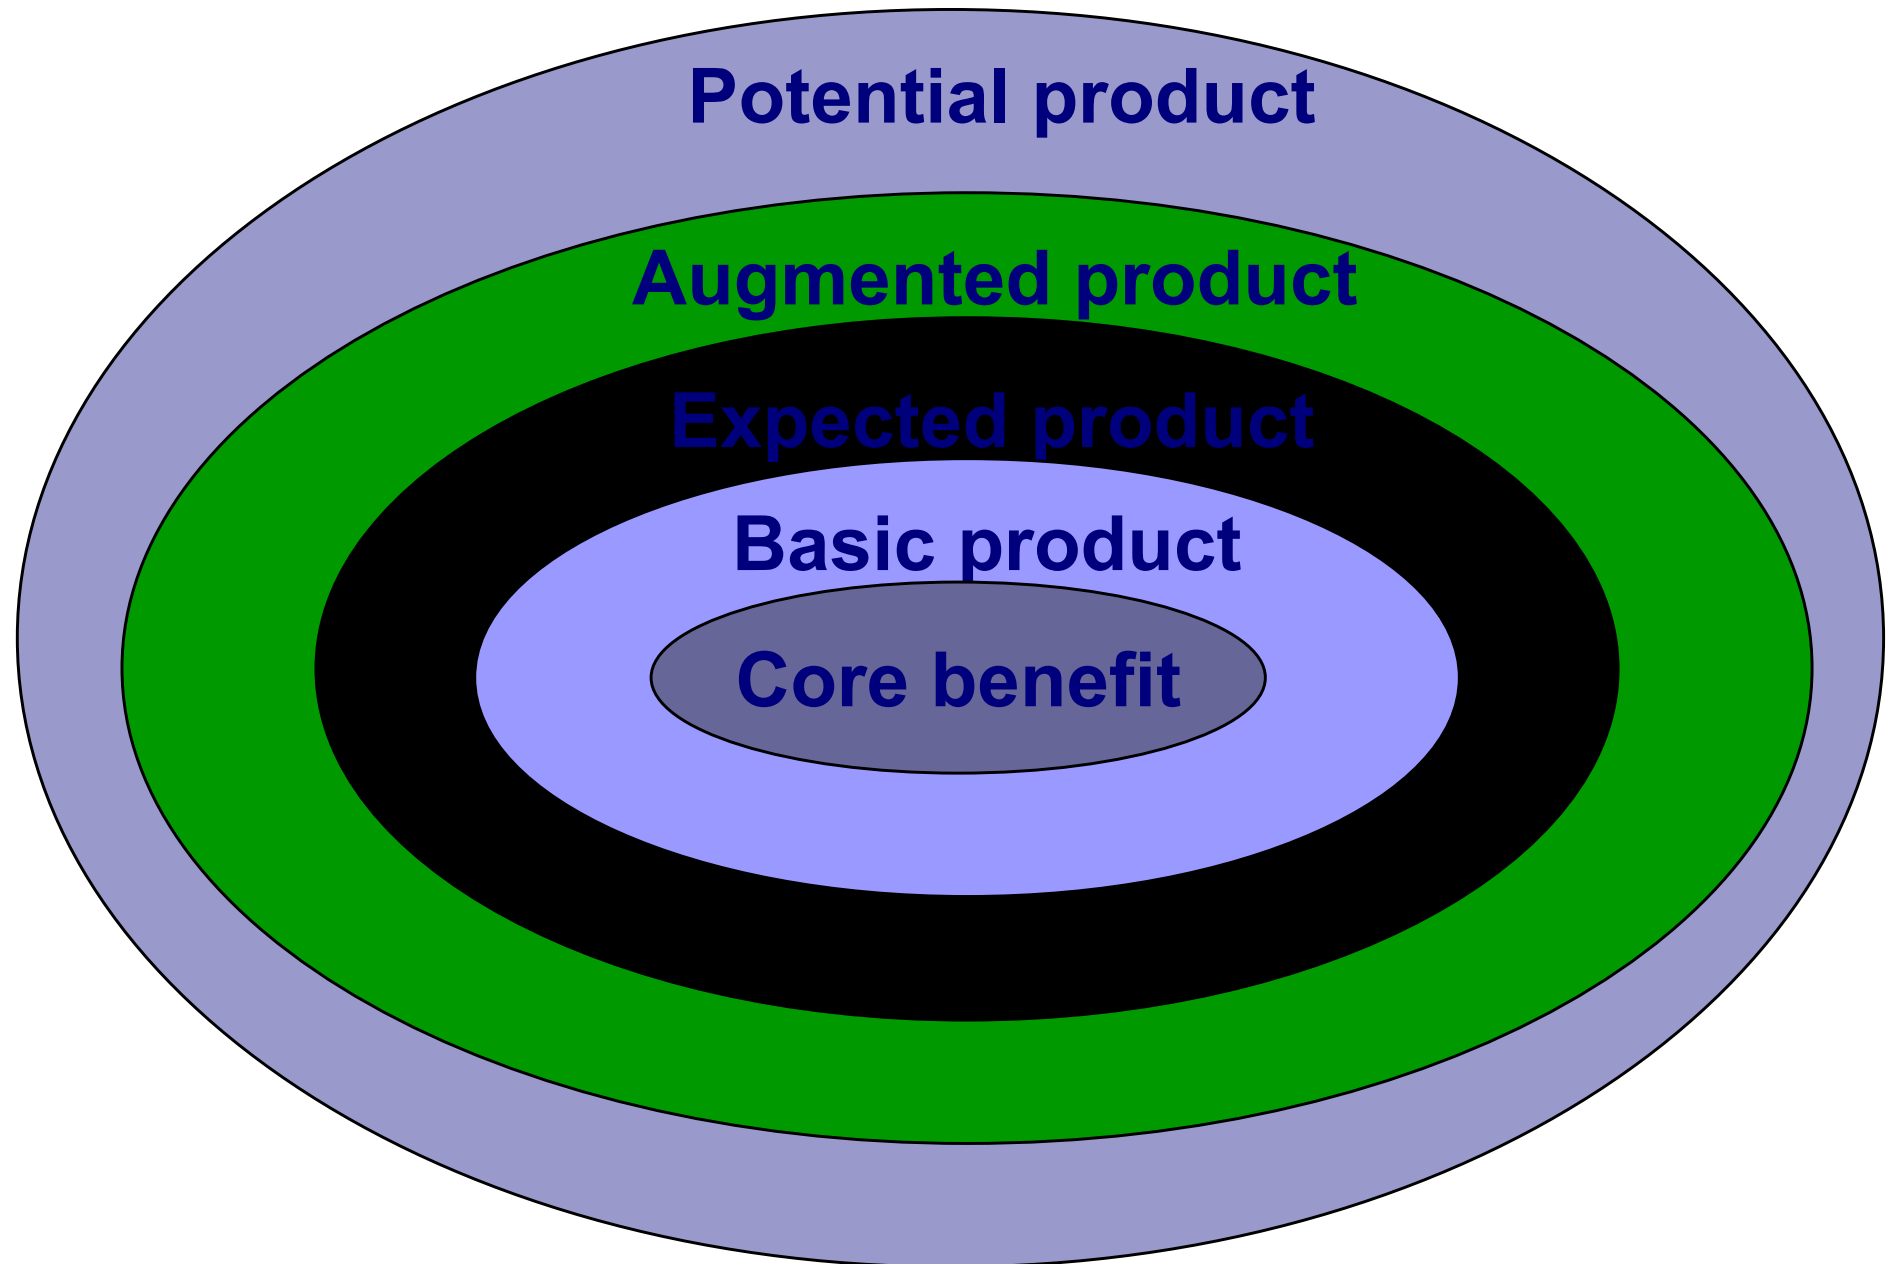 Potential product
Augmented product
Expected product
Basic product
Core benefit